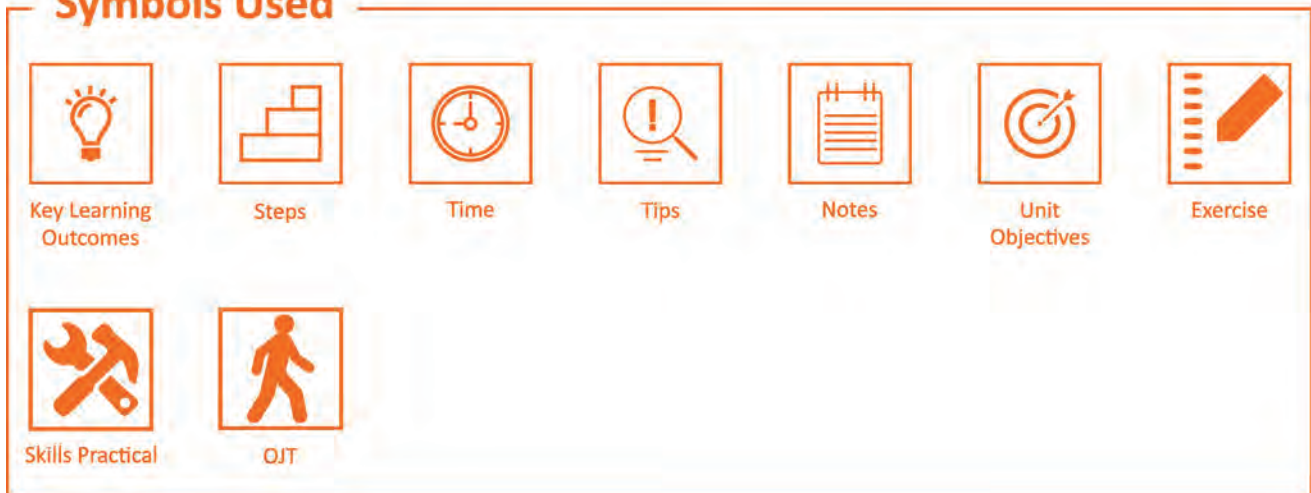 Symbols Used
Key Learning
Outcomes
Steps
Time
Tips
Notes
Unit
Objectives
Exercise
Skills Practical
OJT